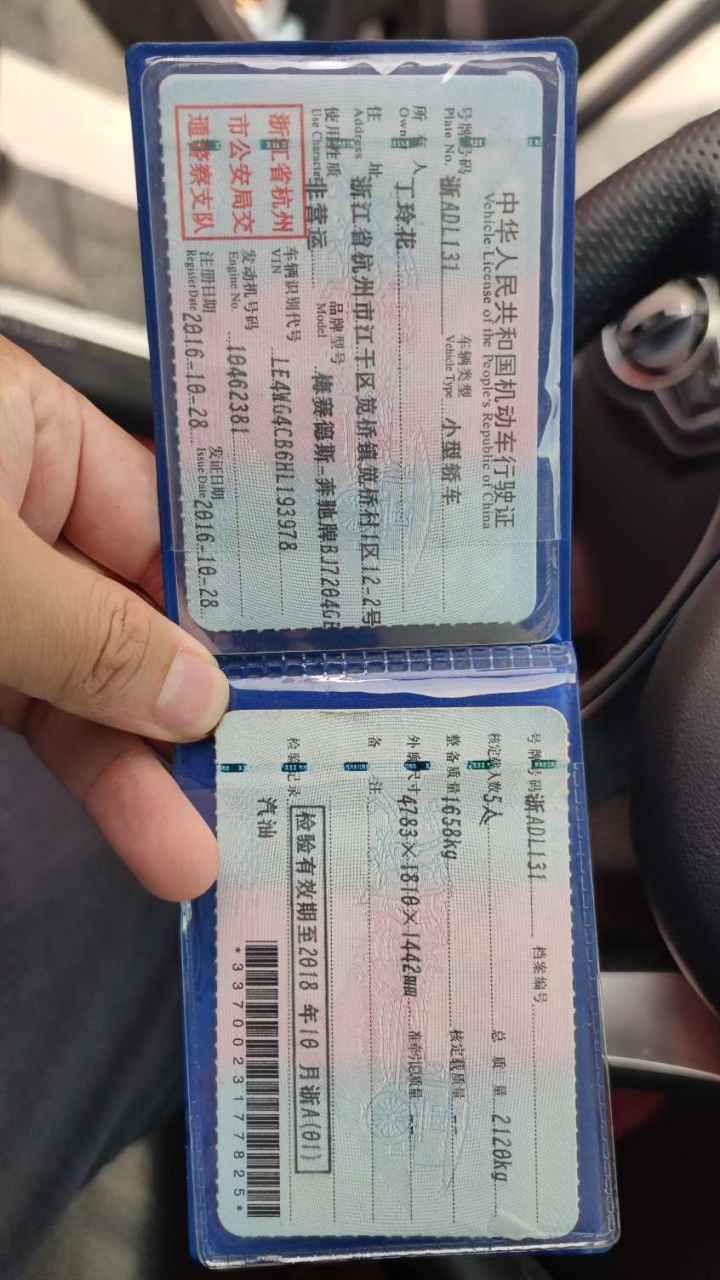 中华人民共和国机动车行驶证
Vehicle License of the People's Republic of China
号牌号码 浙ADL131 车辆类型 小型轿车
Plate No. Vehicle Type
所有人 丁玲花
Owner
住址 浙江省杭州市江干区笕桥镇笕桥村1区12-2号
Address
使用性质 非营运 品牌型号 梅赛德斯-奔驰牌BJ7204GE
Use Character Model
浙江省杭州
市公安局交
通警察支队
车辆识别代号 LE4WG4CB6HL193978
VIN
发动机号码 10462381
Engine No.
注册日期 2016-10-28 发证日期 2016-10-28
Register Date Issue Date
号牌号码 浙ADL131 档案编号
核定载人数 5人 总质量 2120kg
整备质量 1658kg 核定载质量 --
外廓尺寸 4783×1810×1442mm 准牵引总质量 --
备注
检验有效期至2018年10月浙A(01)
检验记录
汽油
*3370023177825*